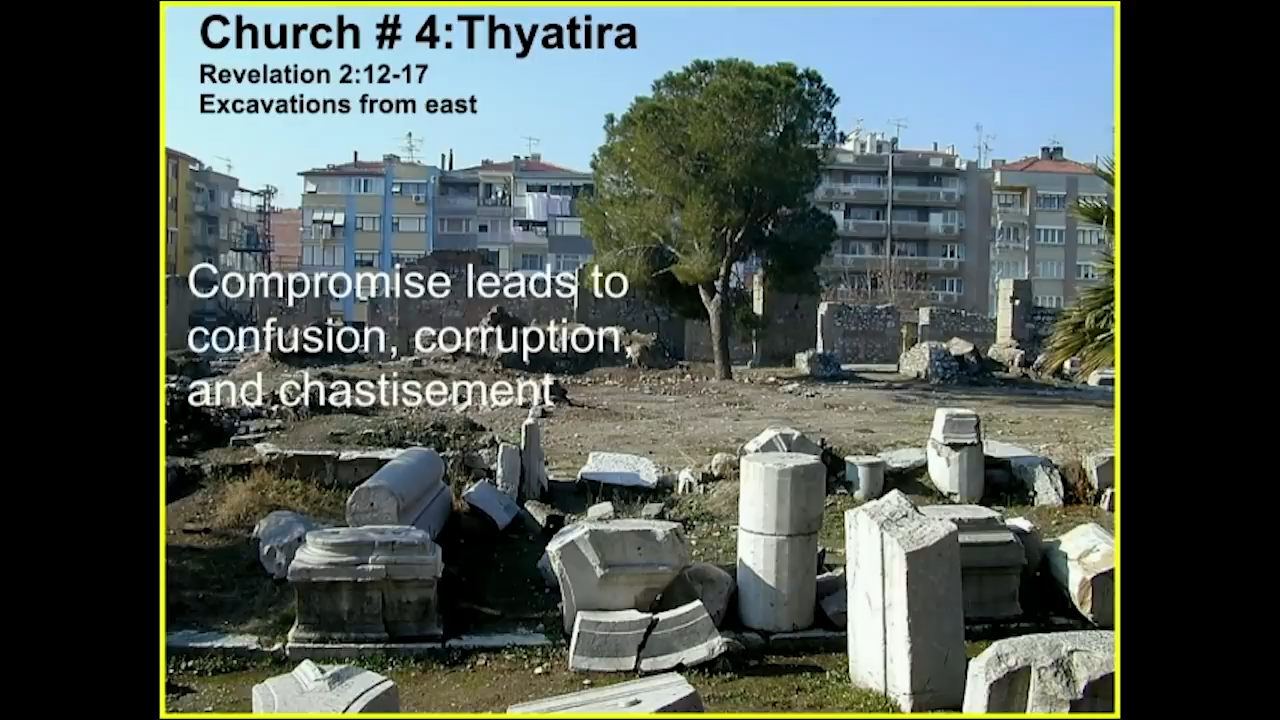 Church # 4:Thyatira
Revelation 2:12-17
Excavations from east
Compromise leads to
confusion, corruption,
and chastisement